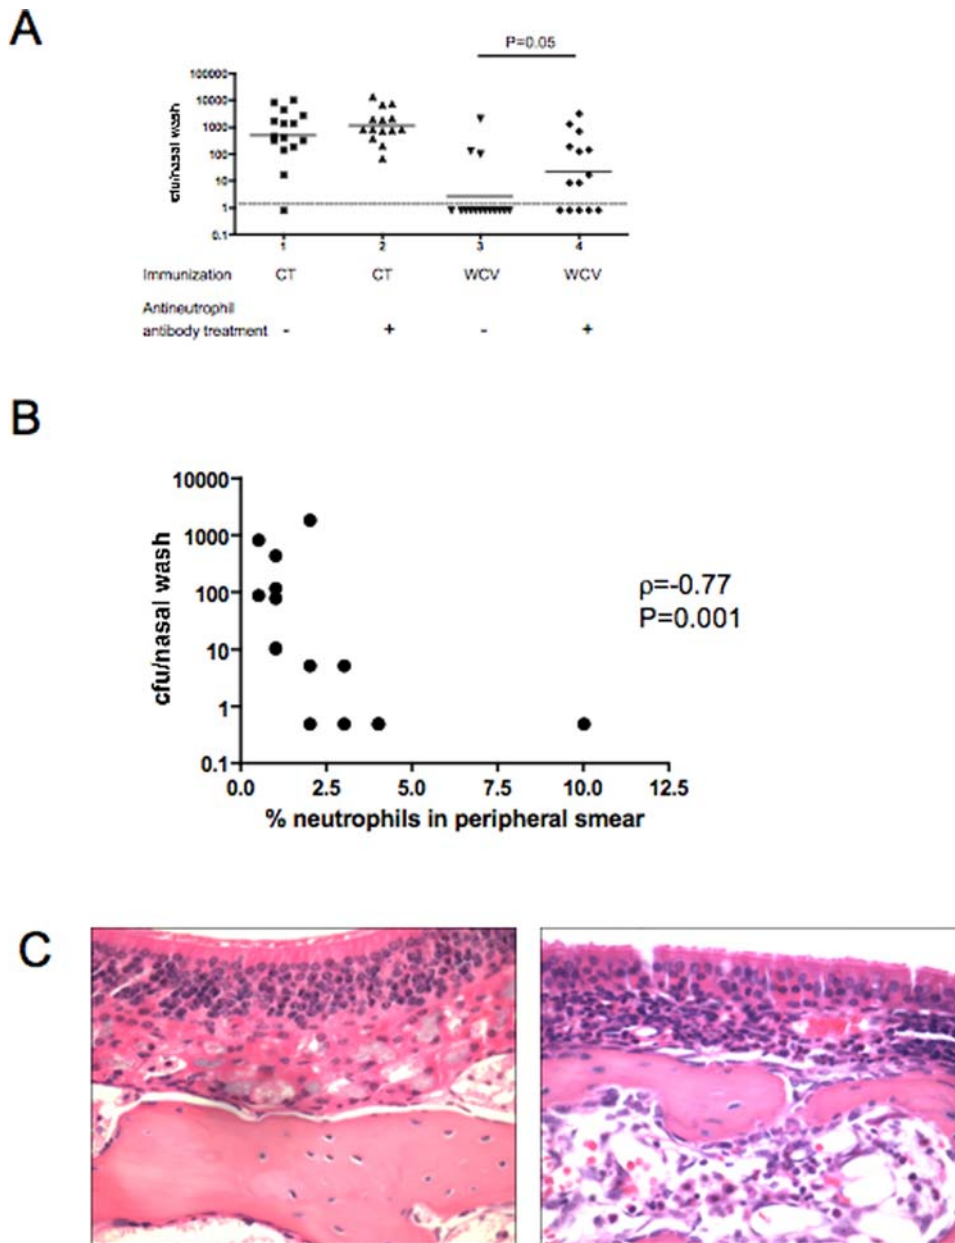 A
P=0.05
cfu/nasal wash
100000
10000
1000
100
10
1
0.1
1 2 3 4
Immunization CT CT WCV WCV
Antineutrophil
antibody treatment - + - +
B
cfu/nasal wash
10000
1000
100
10
1
0.1
0.0 2.5 5.0 7.5 10.0 12.5
% neutrophils in peripheral smear
ρ=-0.77
P=0.001
C